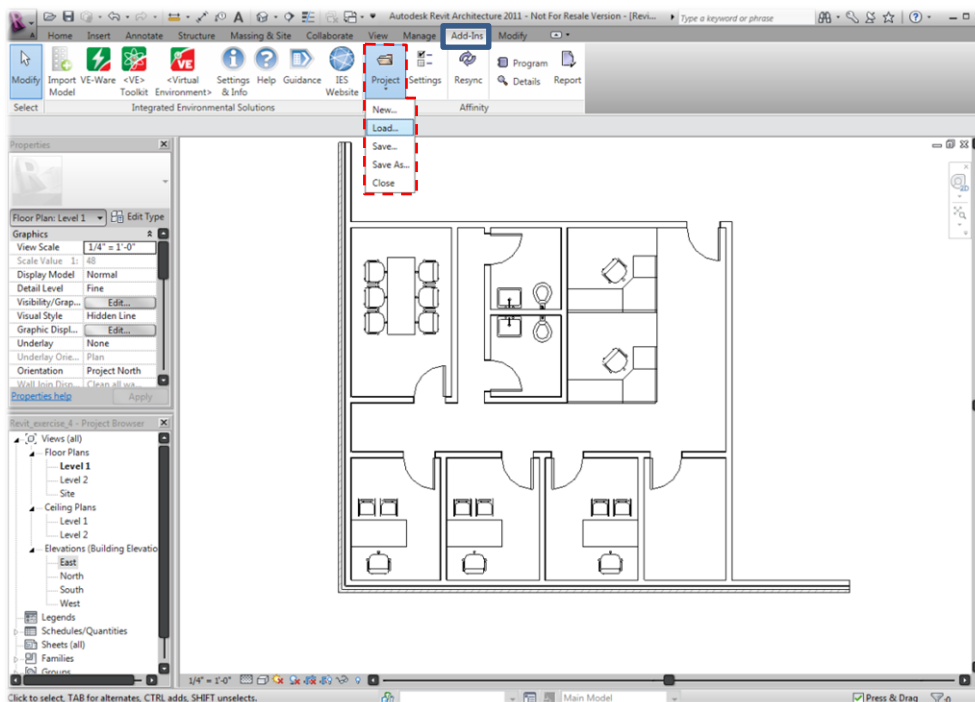 Autodesk Revit Architecture 2011 - Not For Resale Version - [Revi...
Type a keyword or phrase
Home Insert Annotate Structure Massing & Site Collaborate View Manage Add-Ins Modify
Modify Import Model VE-Ware <VE> Toolkit <Virtual Environment> Settings & Info Help Guidance IES Website Project Settings Resync Program Details Report
Select Integrated Environmental Solutions Affinity
New...
Load...
Save...
Save As...
Close
Properties
Floor Plan: Level 1 Edit Type
Graphics
View Scale 1/4" = 1'-0"
Scale Value 1: 48
Display Model Normal
Detail Level Fine
Visibility/Grap... Edit...
Visual Style Hidden Line
Graphic Displ... Edit...
Underlay None
Underlay Orie... Plan
Orientation Project North
Wall Join Disp... Clean all wa...
Properties help Apply
Revit_exercise_4 - Project Browser
Views (all)
Floor Plans
Level 1
Level 2
Site
Ceiling Plans
Level 1
Level 2
Elevations (Building Elevatio
East
North
South
West
Legends
Schedules/Quantities
Sheets (all)
Families
Groups
2D
1/4" = 1'-0"
Click to select, TAB for alternates, CTRL adds, SHIFT unselects.
Main Model
Press & Drag
:0